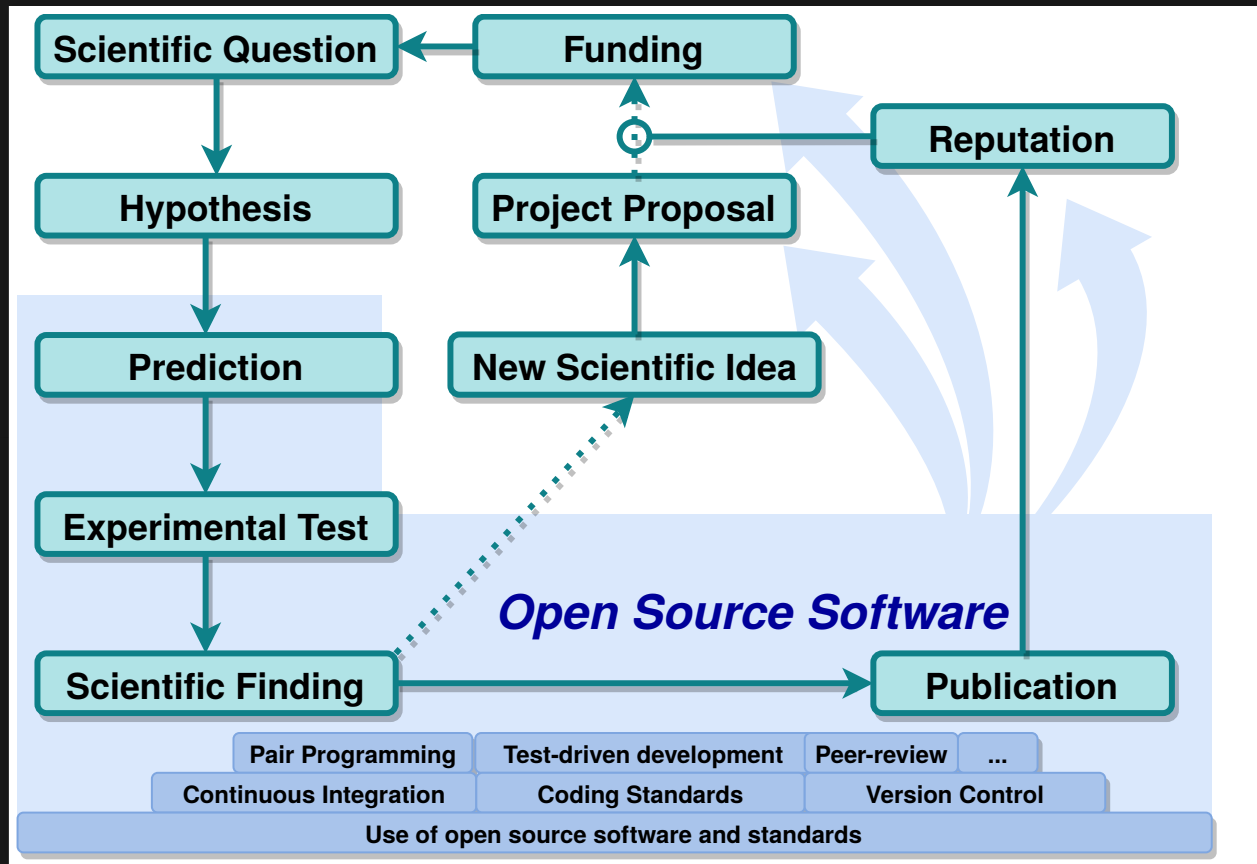 Scientific Question
Funding
Reputation
Hypothesis
Project Proposal
Prediction
New Scientific Idea
Experimental Test
Open Source Software
Scientific Finding
Publication
Pair Programming
Test-driven development
Peer-review
...
Continuous Integration
Coding Standards
Version Control
Use of open source software and standards